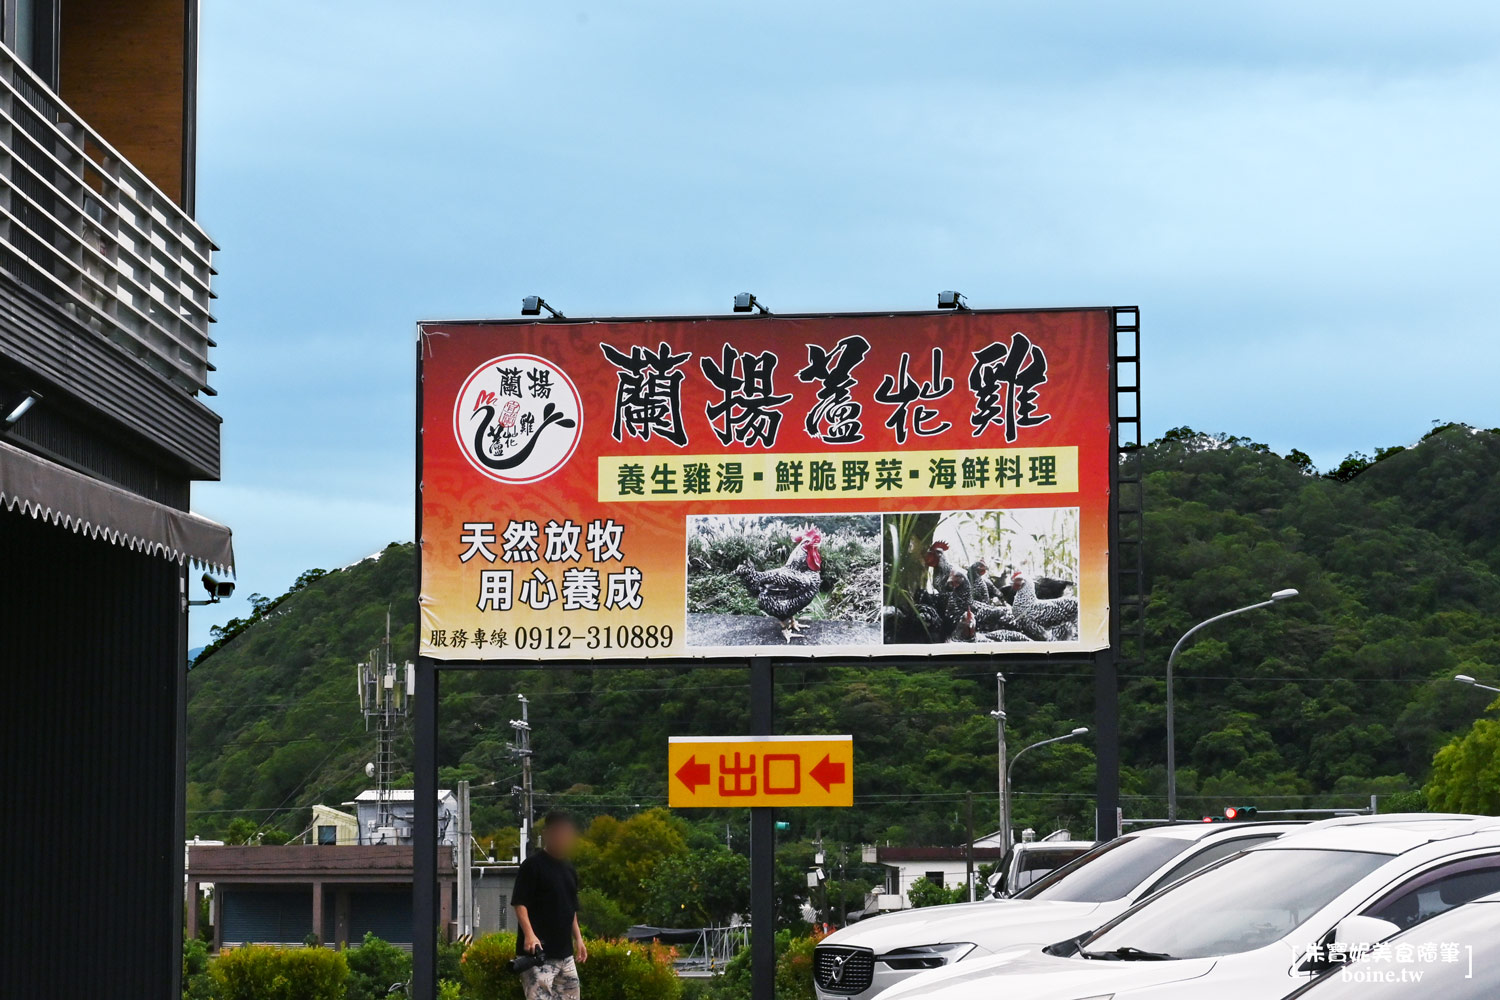 蘭揚蘆花雞
蘭揚
蘆花雞
養生雞湯▪鮮脆野菜▪海鮮料理
天然放牧
用心養成
服務專線 0912-310889
出口
朱寶妮美食隨筆
boine.tw